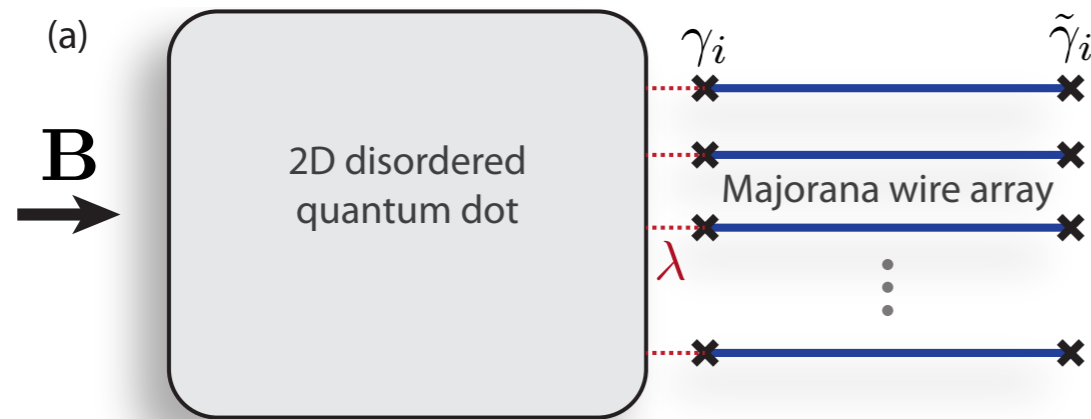 (a)
γᵢ
γ̃ᵢ
B
2D disordered
quantum dot
Majorana wire array
λ